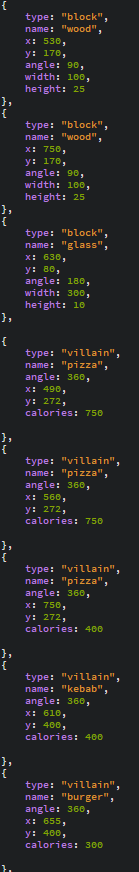 {
type: "block",
name: "wood",
x: 530,
y: 170,
angle: 90,
width: 100,
height: 25
},
{
type: "block",
name: "wood",
x: 750,
y: 170,
angle: 90,
width: 100,
height: 25
},
{
type: "block",
name: "glass",
x: 630,
y: 80,
angle: 180,
width: 300,
height: 10
},
{
type: "villain",
name: "pizza",
angle: 360,
x: 490,
y: 272,
calories: 750
},
{
type: "villain",
name: "pizza",
angle: 360,
x: 560,
y: 272,
calories: 750
},
{
type: "villain",
name: "pizza",
angle: 360,
x: 750,
y: 272,
calories: 400
},
{
type: "villain",
name: "kebab",
angle: 360,
x: 610,
y: 400,
calories: 400
},
{
type: "villain",
name: "burger",
angle: 360,
x: 655,
y: 400,
calories: 300
},